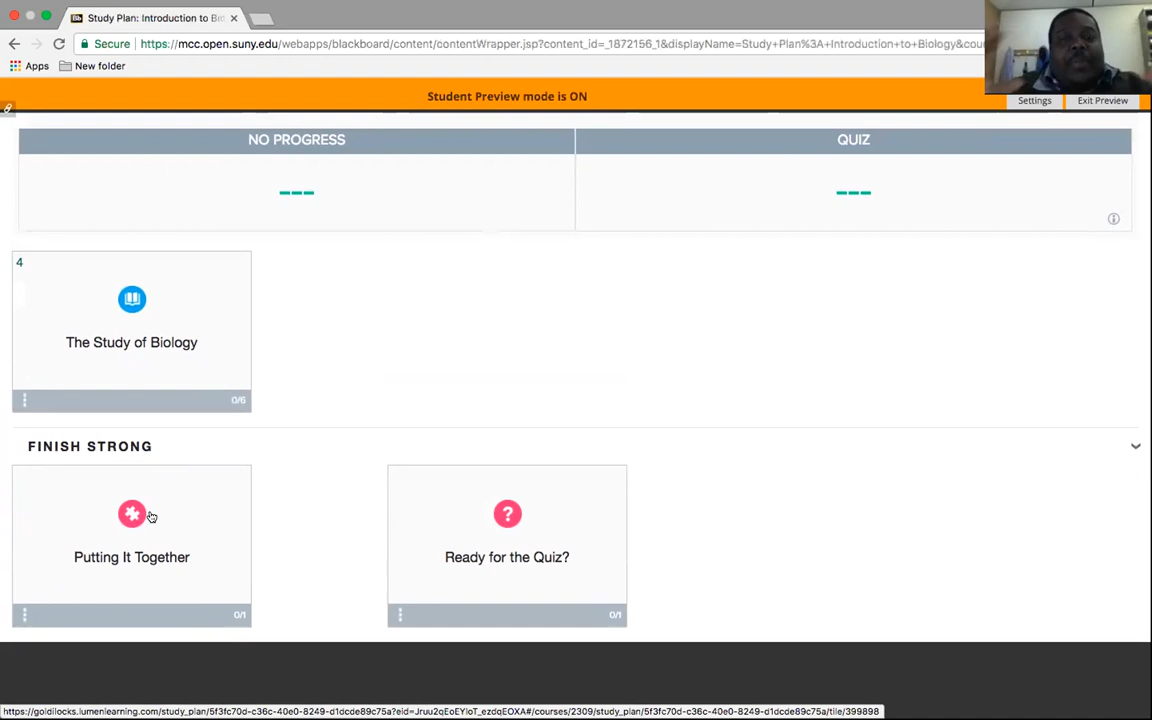 Bb Study Plan: Introduction to Bi
Secure https://mcc.open.suny.edu/webapps/blackboard/content/contentWrapper.jsp?content_id=_1872156_1&displayName=Study+Plan%3A+Introduction+to+Biology&cour
Apps New folder
Student Preview mode is ON
Settings Exit Preview
NO PROGRESS QUIZ
--- ---
4
The Study of Biology
0/6
FINISH STRONG
Putting It Together Ready for the Quiz?
0/1 0/1
https://goldilocks.lumenlearning.com/study_plan/5f3fc70d-c36c-40e0-8249-d1dcde89c75a?eid=Jruu2qEoEYIoT_ezdqEOXA#/courses/2309/study_plan/5f3fc70d-c36c-40e0-8249-d1dcde89c75a/tile/399898